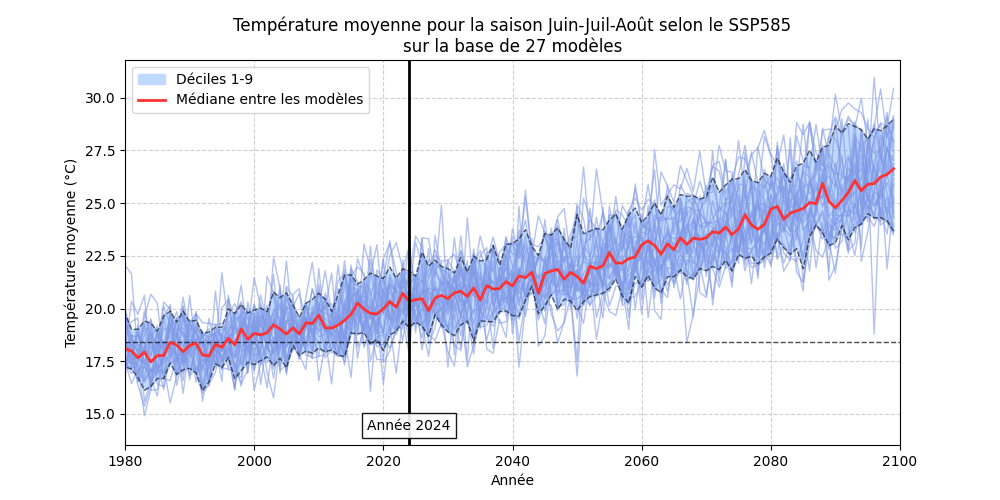 Température moyenne pour la saison Juin-Juil-Août selon le SSP585
sur la base de 27 modèles
Déciles 1-9
Médiane entre les modèles
Température moyenne (°C)
30.0
27.5
25.0
22.5
20.0
17.5
15.0
Année 2024
1980
2000
2020
2040
2060
2080
2100
Année